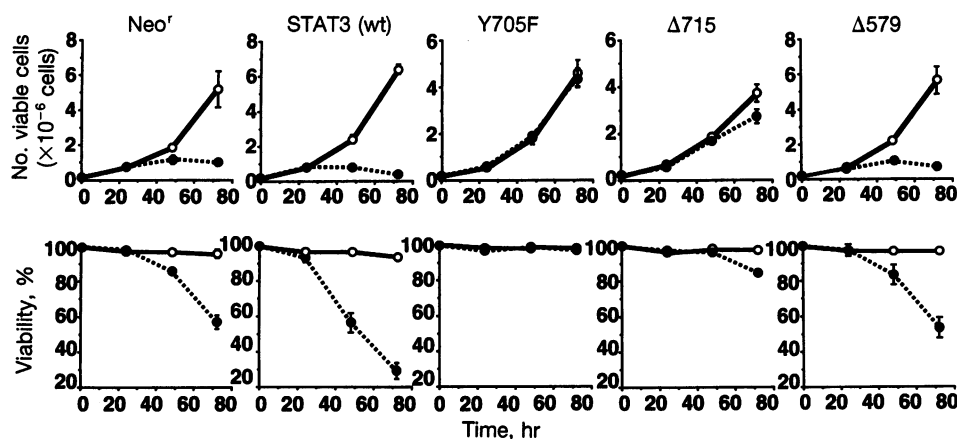 Neoʳ STAT3 (wt) Y705F Δ715 Δ579
No. viable cells
(×10⁻⁶ cells)
8 8 6 6 8
6 6 4 4 6
4 4 2 2 4
2 2 2
0 0 0 0 0
0 20 40 60 80 0 20 40 60 80 0 20 40 60 80 0 20 40 60 80 0 20 40 60 80
Viability, %
100 100 100 100 100
80 80 80 80 80
60 60 60 60 60
40 40 40 40 40
20 20 20 20 20
0 20 40 60 80 0 20 40 60 80 0 20 40 60 80 0 20 40 60 80 0 20 40 60 80
Time, hr